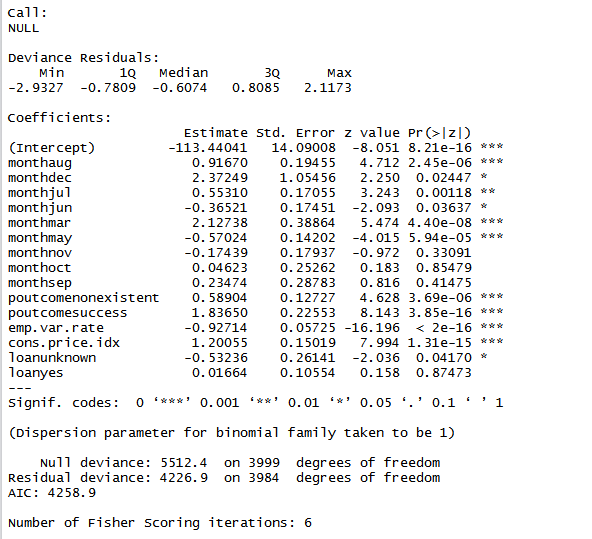 Call:
NULL

Deviance Residuals:
    Min       1Q   Median       3Q      Max
-2.9327  -0.7809  -0.6074   0.8085   2.1173

Coefficients:
                      Estimate Std. Error z value Pr(>|z|)
(Intercept)         -113.44041   14.09008  -8.051 8.21e-16 ***
monthaug               0.91670    0.19455   4.712 2.45e-06 ***
monthdec               2.37249    1.05456   2.250  0.02447 *
monthjul               0.55310    0.17055   3.243  0.00118 **
monthjun              -0.36521    0.17451  -2.093  0.03637 *
monthmar               2.12738    0.38864   5.474 4.40e-08 ***
monthmay              -0.57024    0.14202  -4.015 5.94e-05 ***
monthnov              -0.17439    0.17937  -0.972  0.33091
monthoct               0.04623    0.25262   0.183  0.85479
monthsep               0.23474    0.28783   0.816  0.41475
poutcomenonexistent    0.58904    0.12727   4.628 3.69e-06 ***
poutcomesuccess        1.83650    0.22553   8.143 3.85e-16 ***
emp.var.rate          -0.92714    0.05725 -16.196  < 2e-16 ***
cons.price.idx         1.20055    0.15019   7.994 1.31e-15 ***
loanunknown           -0.53236    0.26141  -2.036  0.04170 *
loanyes                0.01664    0.10554   0.158  0.87473
---
Signif. codes:  0 ‘***’ 0.001 ‘**’ 0.01 ‘*’ 0.05 ‘.’ 0.1 ‘ ’ 1

(Dispersion parameter for binomial family taken to be 1)

    Null deviance: 5512.4  on 3999  degrees of freedom
Residual deviance: 4226.9  on 3984  degrees of freedom
AIC: 4258.9

Number of Fisher Scoring iterations: 6